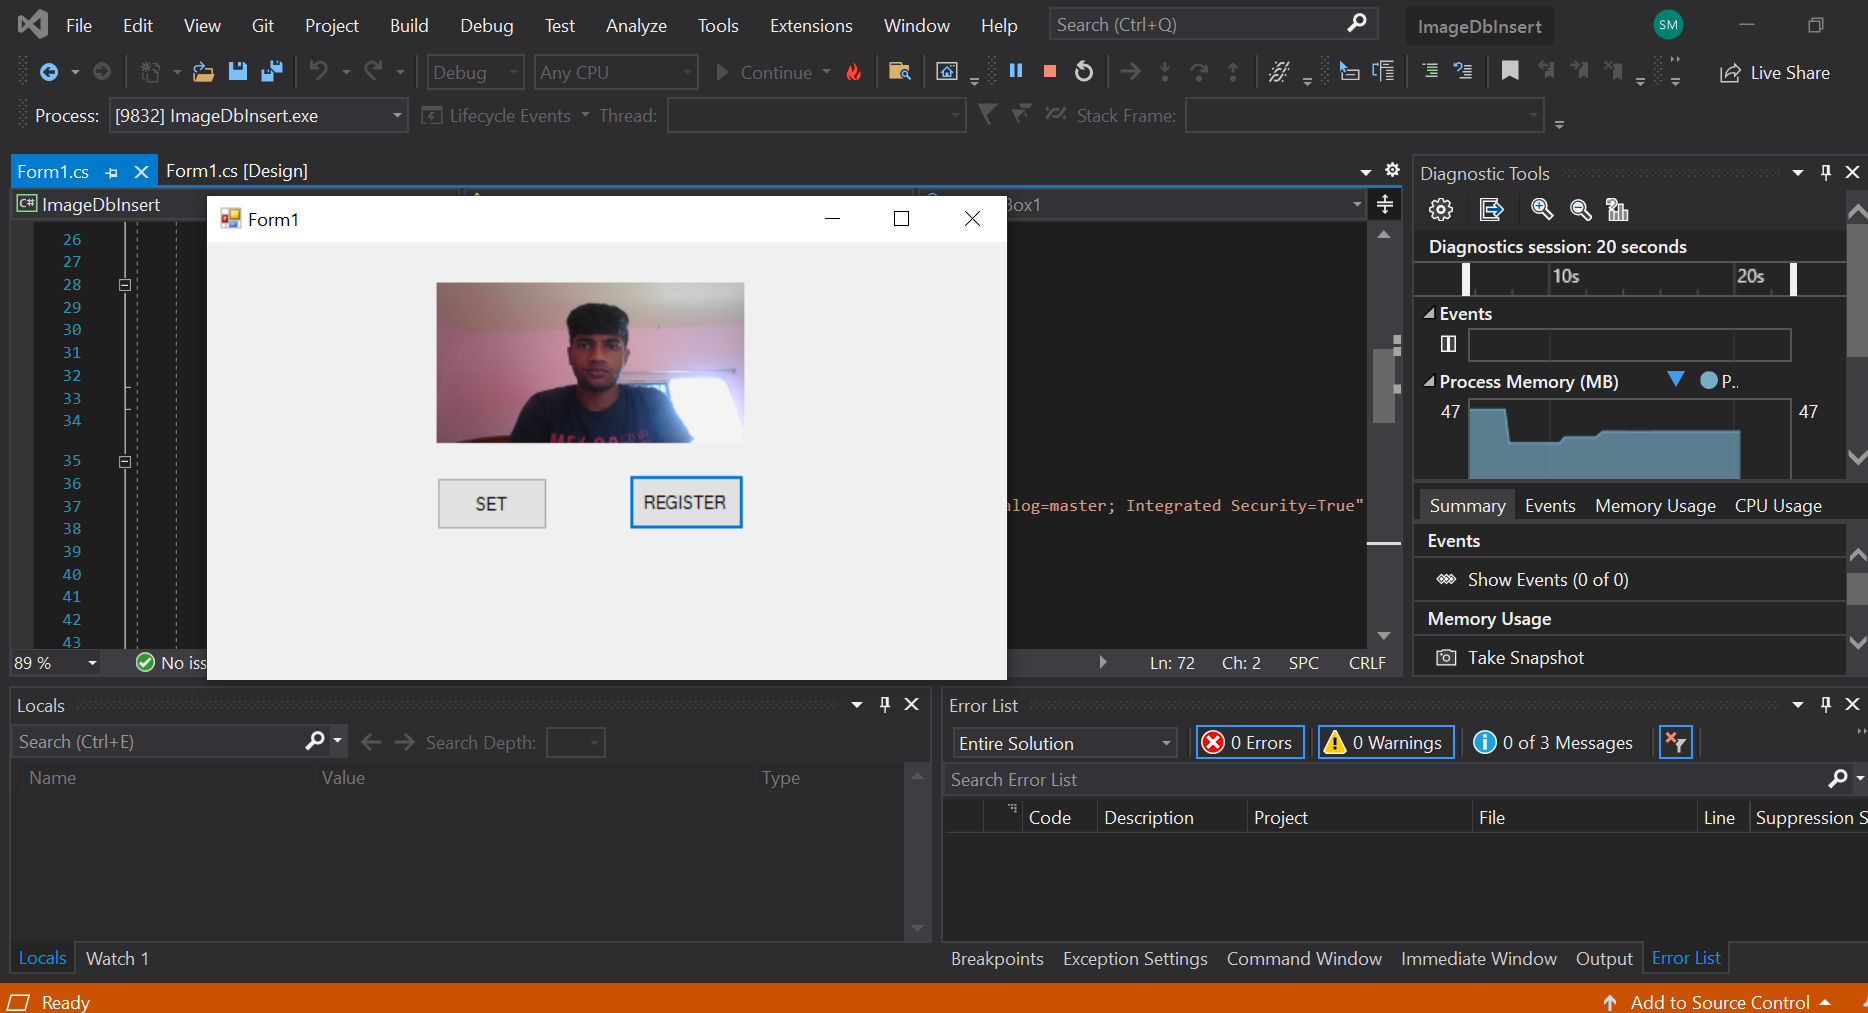 File Edit View Git Project Build Debug Test Analyze Tools Extensions Window Help Search (Ctrl+Q) ImageDbInsert SM
Debug Any CPU Continue Live Share
Process: [9832] ImageDbInsert.exe Lifecycle Events Thread: Stack Frame:
Form1.cs Form1.cs [Design]
C# ImageDbInsert Box1
Form1
26
27
28
29
30
31
32
33
34
35
36
37
38
39
40
41
42
43
SET REGISTER
alog=master; Integrated Security=True"
89 % No iss Ln: 72 Ch: 2 SPC CRLF
Diagnostic Tools
Diagnostics session: 20 seconds
10s 20s
Events
Process Memory (MB) P..
47 47
Summary Events Memory Usage CPU Usage
Events
Show Events (0 of 0)
Memory Usage
Take Snapshot
Locals
Search (Ctrl+E) Search Depth:
Name Value Type
Locals Watch 1
Error List
Entire Solution 0 Errors 0 Warnings 0 of 3 Messages
Search Error List
Code Description Project File Line Suppression S
Breakpoints Exception Settings Command Window Immediate Window Output Error List
Ready Add to Source Control